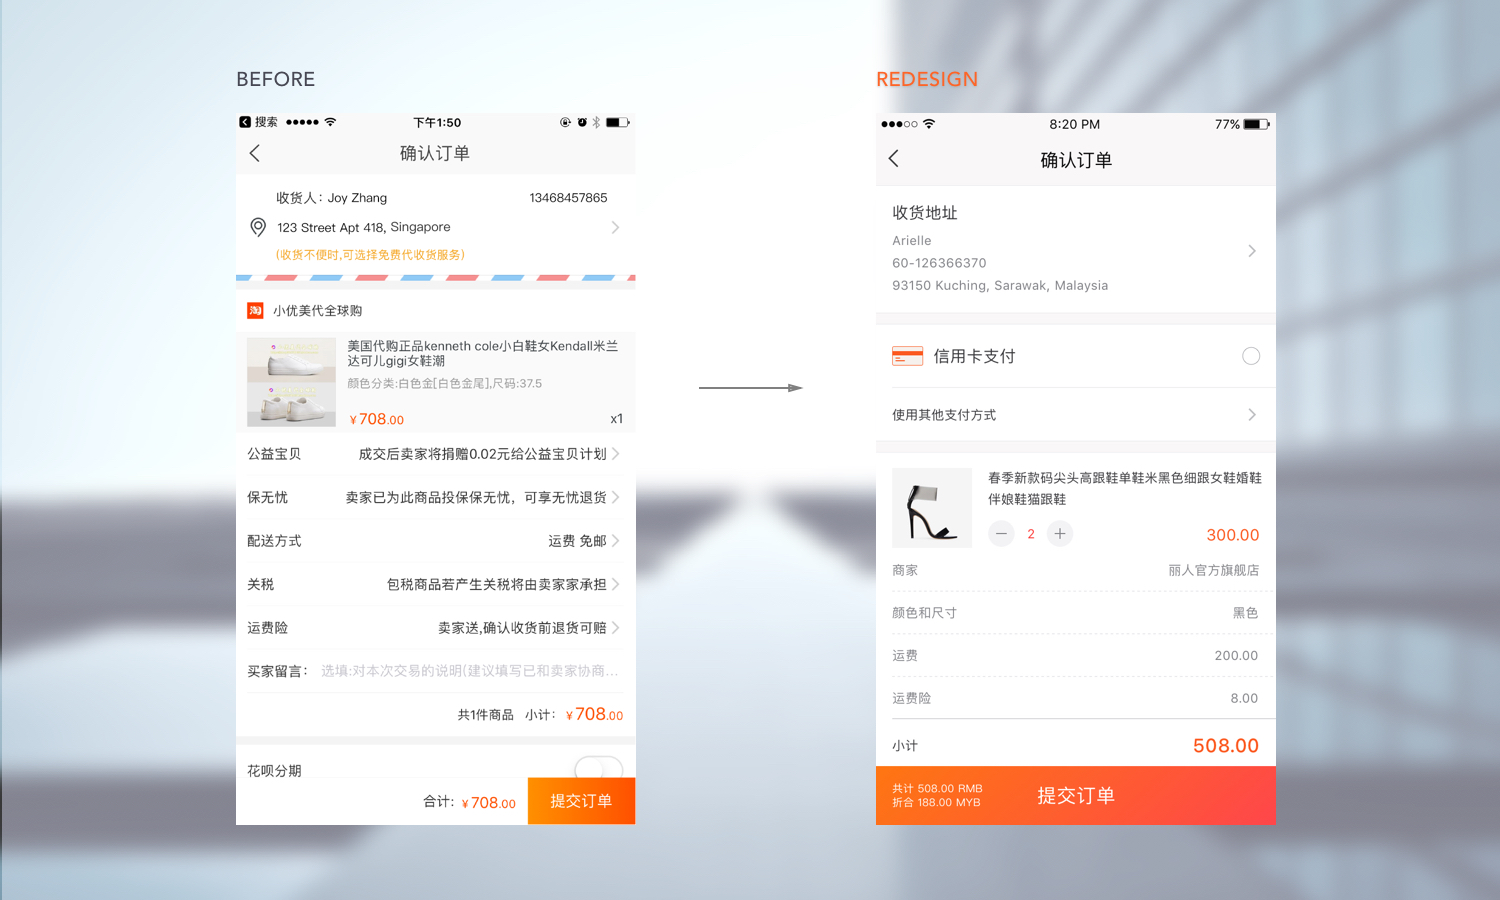 BEFORE
搜索
下午1:50
确认订单
收货人：Joy Zhang 13468457865
123 Street Apt 418, Singapore
(收货不便时,可选择免费代收货服务)
淘 小优美代全球购
美国代购正品kenneth cole小白鞋女Kendall米兰
达可儿gigi女鞋潮
颜色分类:白色金[白色金尾],尺码:37.5
¥708.00 x1
公益宝贝 成交后卖家将捐赠0.02元给公益宝贝计划
保无忧 卖家已为此商品投保保无忧，可享无忧退货
配送方式 运费 免邮
关税 包税商品若产生关税将由卖家家承担
运费险 卖家送,确认收货前退货可赔
买家留言： 选填:对本次交易的说明(建议填写已和卖家协商...
共1件商品 小计：¥708.00
花呗分期
合计：¥708.00 提交订单
REDESIGN
8:20 PM 77%
确认订单
收货地址
Arielle
60-126366370
93150 Kuching, Sarawak, Malaysia
信用卡支付
使用其他支付方式
春季新款码尖头高跟鞋单鞋米黑色细跟女鞋婚鞋
伴娘鞋猫跟鞋
2 300.00
商家 丽人官方旗舰店
颜色和尺寸 黑色
运费 200.00
运费险 8.00
小计 508.00
共计 508.00 RMB
折合 188.00 MYB
提交订单